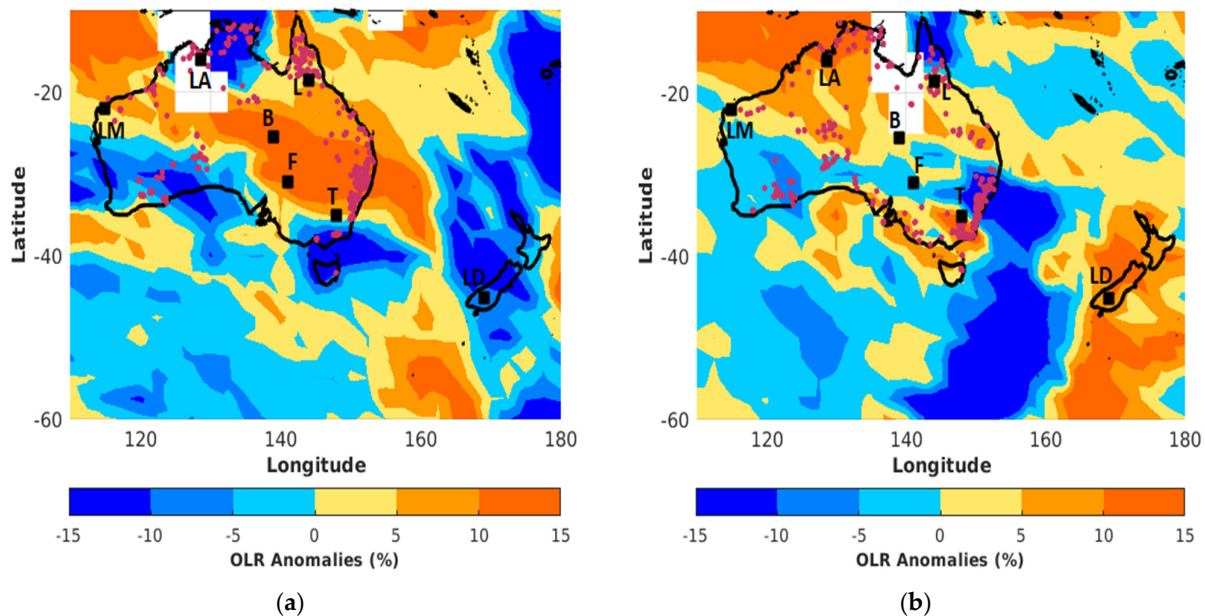 -20
-40
-60
Latitude
LA
L
LM
B
F
T
LD
120
140
160
180
Longitude
-15
-10
-5
0
5
10
15
OLR Anomalies (%)
(a)
-20
-40
-60
Latitude
LA
L
LM
B
F
T
LD
120
140
160
180
Longitude
-15
-10
-5
0
5
10
15
OLR Anomalies (%)
(b)